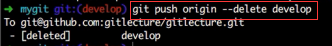 → mygit git:(develop) git push origin --delete develop
To git@github.com:gitlecture/gitlecture.git
 - [deleted]         develop